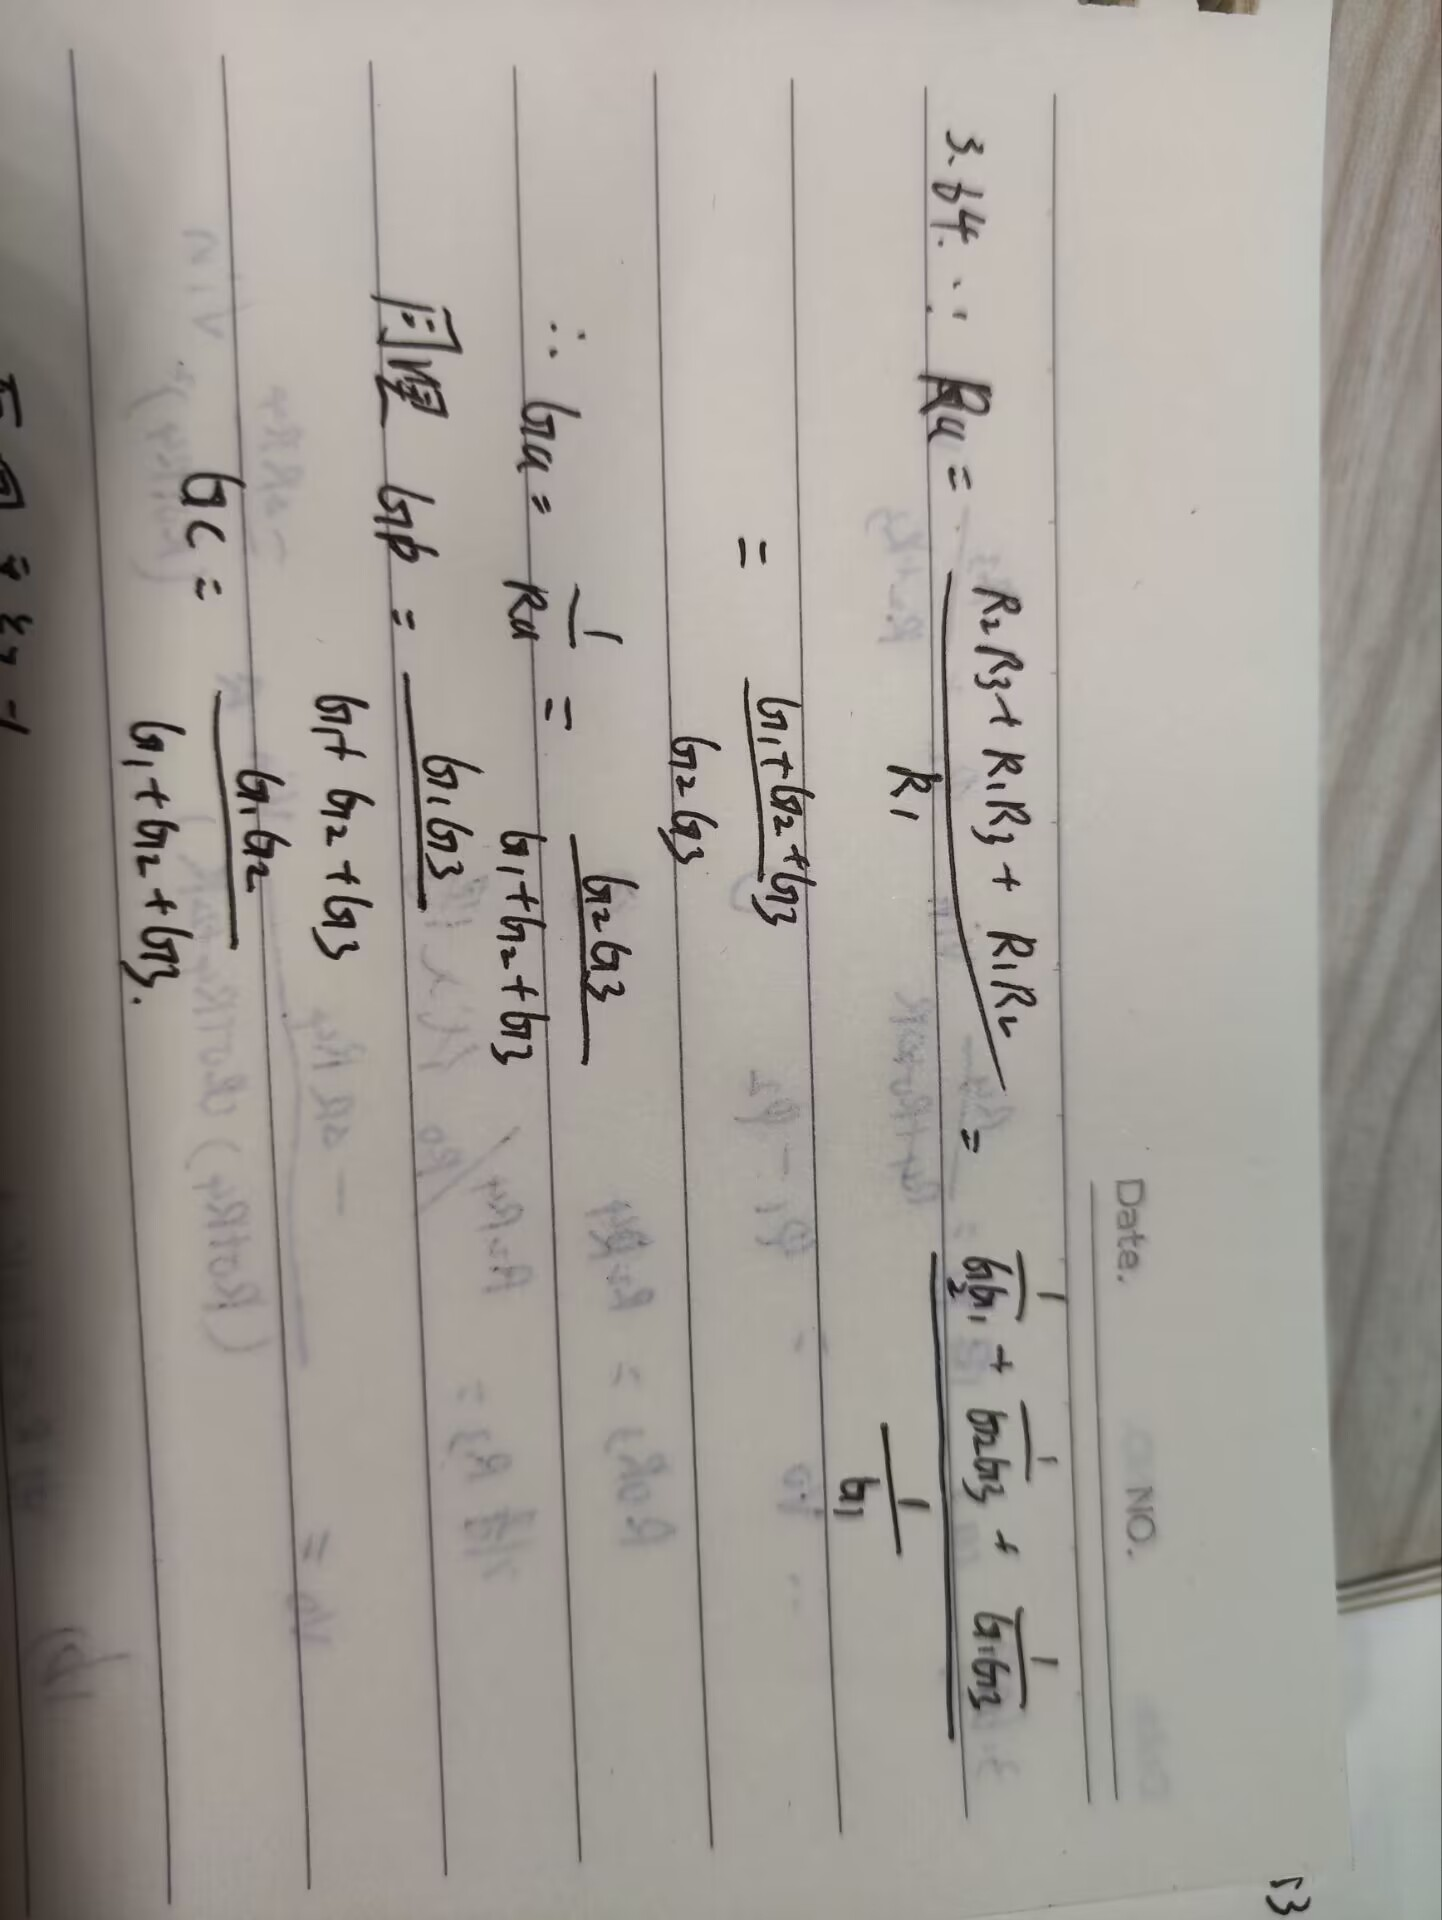 Date. NO.
53
3.64. ∵ Ra = (R2R3 + R1R3 + R1R2) / R1 = (1/(G2G1) + 1/(G2G3) + 1/(G1G3)) / (1/G1)
= (G1+G2+G3) / (G2G3)
∴ Ga = 1/Ra = G2G3 / (G1+G2+G3)
同理 Gb = G1G3 / (G1+G2+G3)
Gc = G1G2 / (G1+G2+G3).